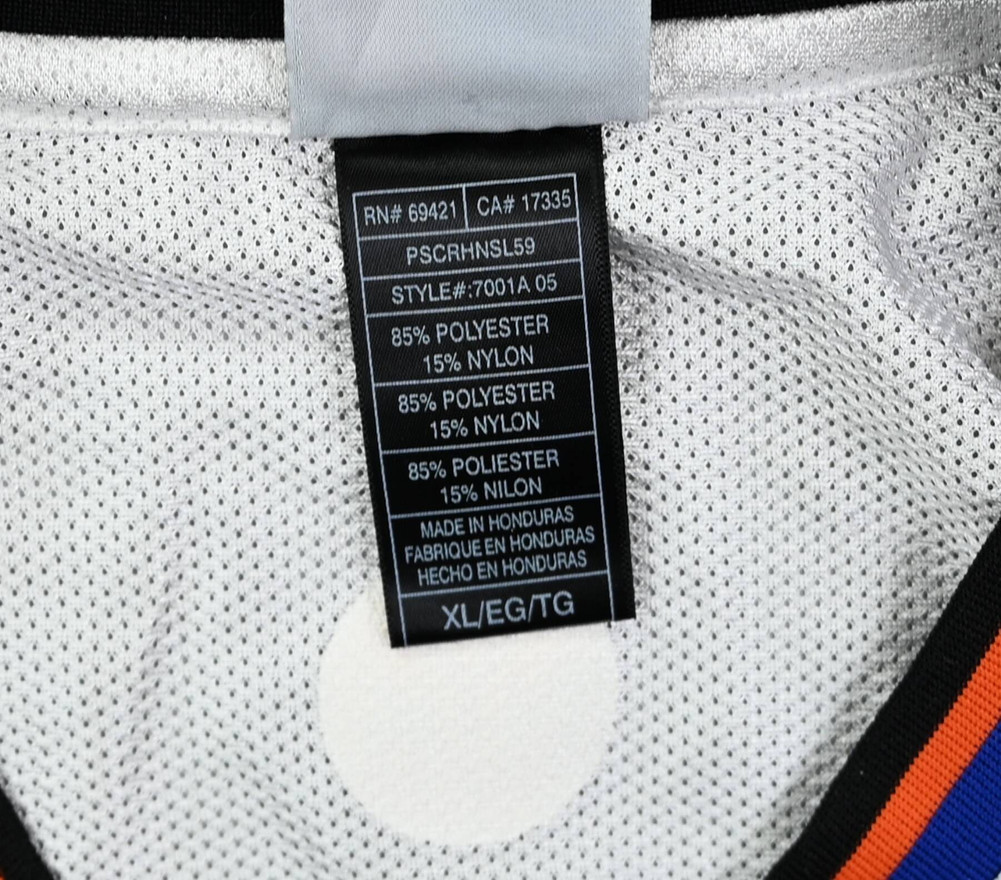 RN# 69421 CA# 17335
PSCRHNSL59
STYLE#:7001A 05
85% POLYESTER
15% NYLON
85% POLYESTER
15% NYLON
85% POLIESTER
15% NILON
MADE IN HONDURAS
FABRIQUE EN HONDURAS
HECHO EN HONDURAS
XL/EG/TG